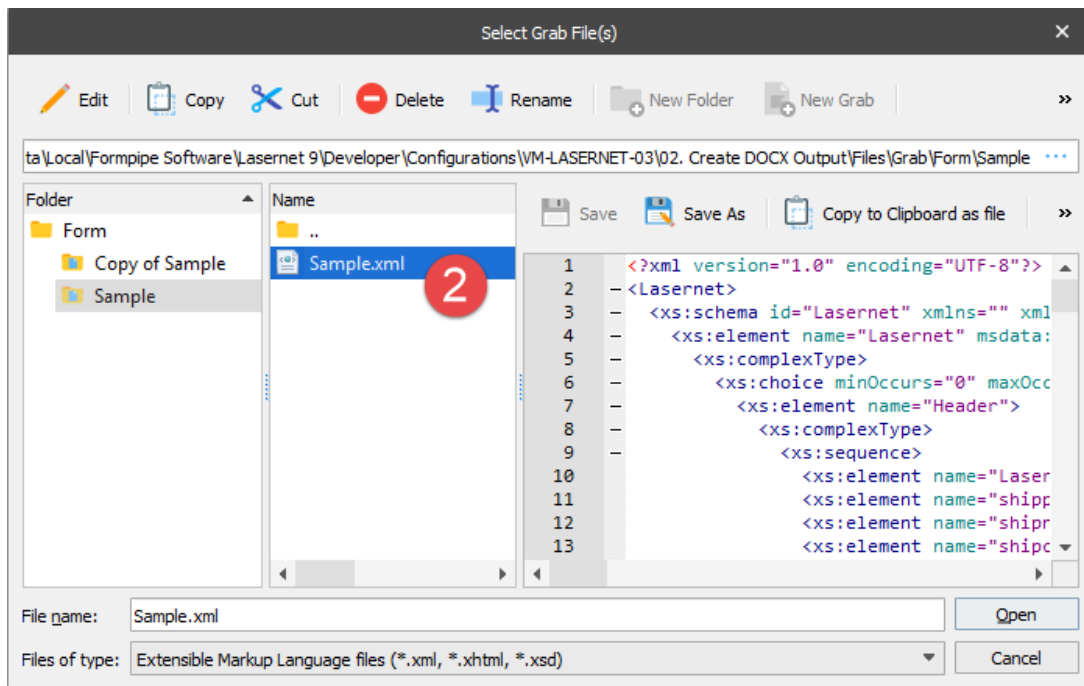 Select Grab File(s)
Edit Copy Cut Delete Rename New Folder New Grab »
ta\Local\Formpipe Software\Lasernet 9\Developer\Configurations\VM-LASERNET-03\02. Create DOCX Output\Files\Grab\Form\Sample ...
Folder
Form
Copy of Sample
Sample
Name
..
Sample.xml
2
Save Save As Copy to Clipboard as file »
1 <?xml version="1.0" encoding="UTF-8"?>
2 <Lasernet>
3 <xs:schema id="Lasernet" xmlns="" xml
4 <xs:element name="Lasernet" msdata:
5 <xs:complexType>
6 <xs:choice minOccurs="0" maxOcc
7 <xs:element name="Header">
8 <xs:complexType>
9 <xs:sequence>
10 <xs:element name="Laser
11 <xs:element name="shipp
12 <xs:element name="shipr
13 <xs:element name="shipc
File name: Sample.xml Open
Files of type: Extensible Markup Language files (*.xml, *.xhtml, *.xsd) Cancel